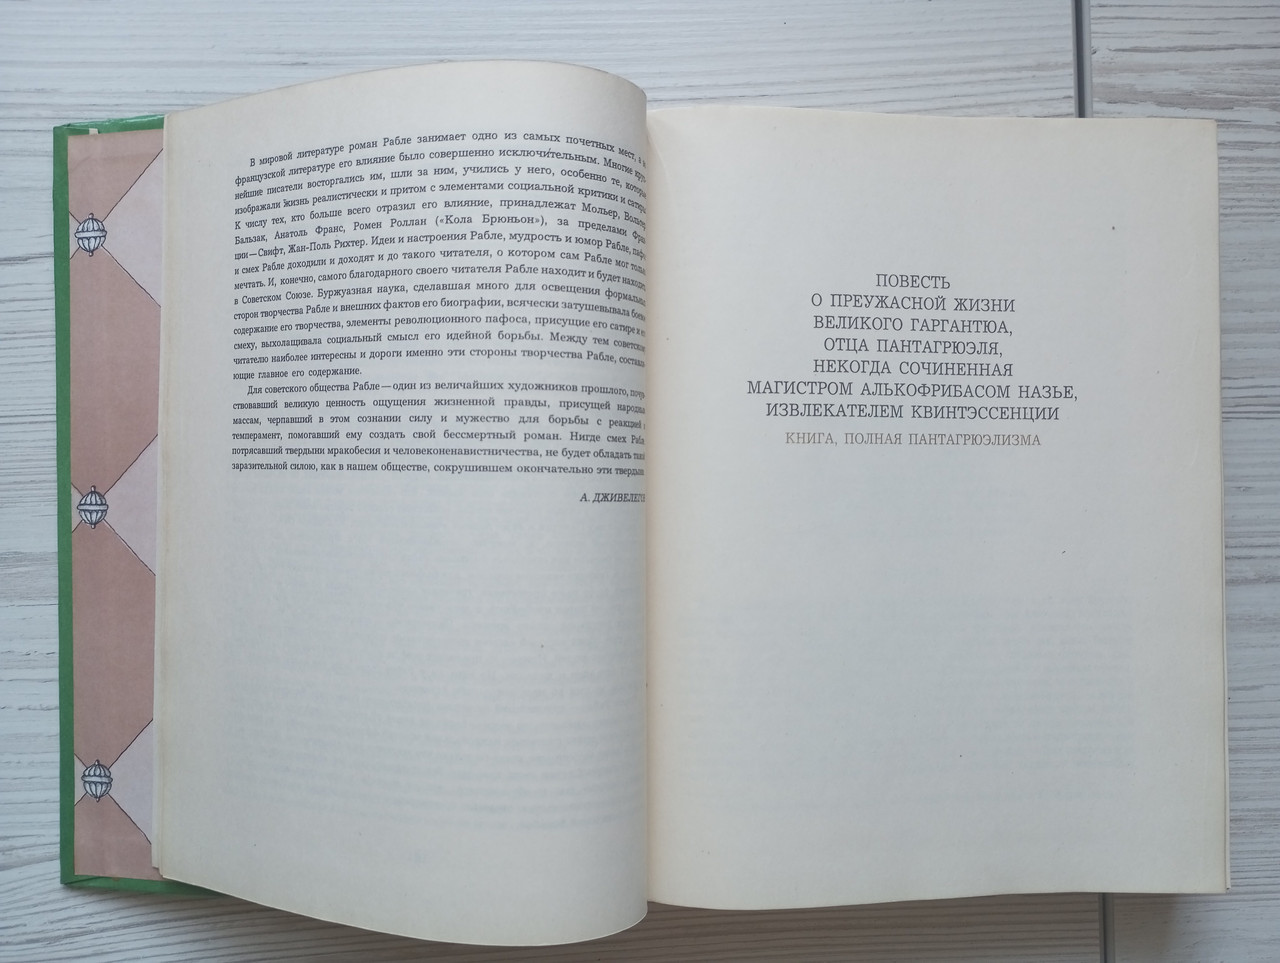 В мировой литературе роман Рабле занимает одно из самых почетных мест, а
французской литературе его влияние было совершенно исключительным. Многие
нейшие писатели восторгались им, шли за ним, учились у него, особенно те,
изображали жизнь реалистически и притом с элементами социальной критики и
К числу тех, кто больше всего отразил его влияние, принадлежат Мольер,
Бальзак, Анатоль Франс, Ромен Роллан («Кола Брюньон»), за пределами
ции—Свифт, Жан-Поль Рихтер. Идеи и настроения Рабле, мудрость и юмор Рабле,
и смех Рабле доходили и доходят и до такого читателя, о котором сам Рабле мог
мечтать. И, конечно, самого благодарного своего читателя Рабле находит и будет
в Советском Союзе. Буржуазная наука, сделавшая много для освещения
сторон творчества Рабле и внешних фактов его биографии, всячески затушевывала
содержание его творчества, элементы революционного пафоса, присущие его сатире и
смеху, выхолащивала социальный смысл его идейной борьбы. Между тем
читателю наиболее интересны и дороги именно эти стороны творчества Рабле,
ющие главное его содержание.
Для советского общества Рабле—один из величайших художников прошлого,
ствовавший великую ценность ощущения жизненной правды, присущей
массам, черпавший в этом сознании силу и мужество для борьбы с реакцией
темперамент, помогавший ему создать свой бессмертный роман. Нигде смех
потрясавший твердыни мракобесия и человеконенавистничества, не будет обладать
заразительной силою, как в нашем обществе, сокрушившем окончательно эти
А.
ПОВЕСТЬ
О ПРЕУЖАСНОЙ ЖИЗНИ
ВЕЛИКОГО ГАРГАНТЮА,
ОТЦА ПАНТАГРЮЭЛЯ,
НЕКОГДА СОЧИНЕННАЯ
МАГИСТРОМ АЛЬКОФРИБАСОМ НАЗЬЕ,
ИЗВЛЕКАТЕЛЕМ КВИНТЭССЕНЦИИ
КНИГА, ПОЛНАЯ ПАНТАГРЮЭЛИЗМА